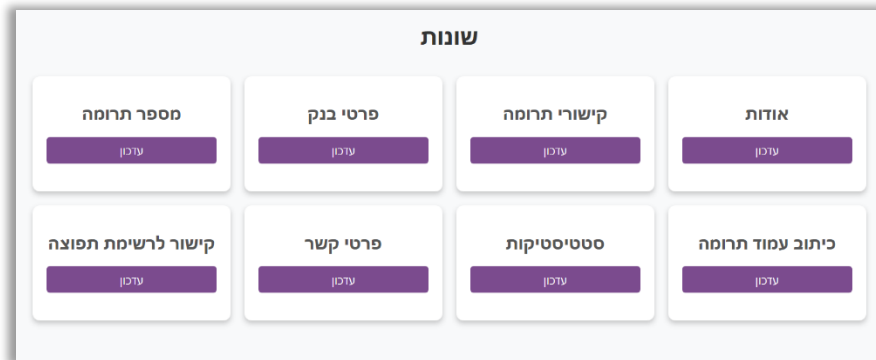 שונות
אודות
עדכון
קישורי תרומה
עדכון
פרטי בנק
עדכון
מספר תרומה
עדכון
כיתוב עמוד תרומה
עדכון
סטטיסטיקות
עדכון
פרטי קשר
עדכון
קישור לרשימת תפוצה
עדכון